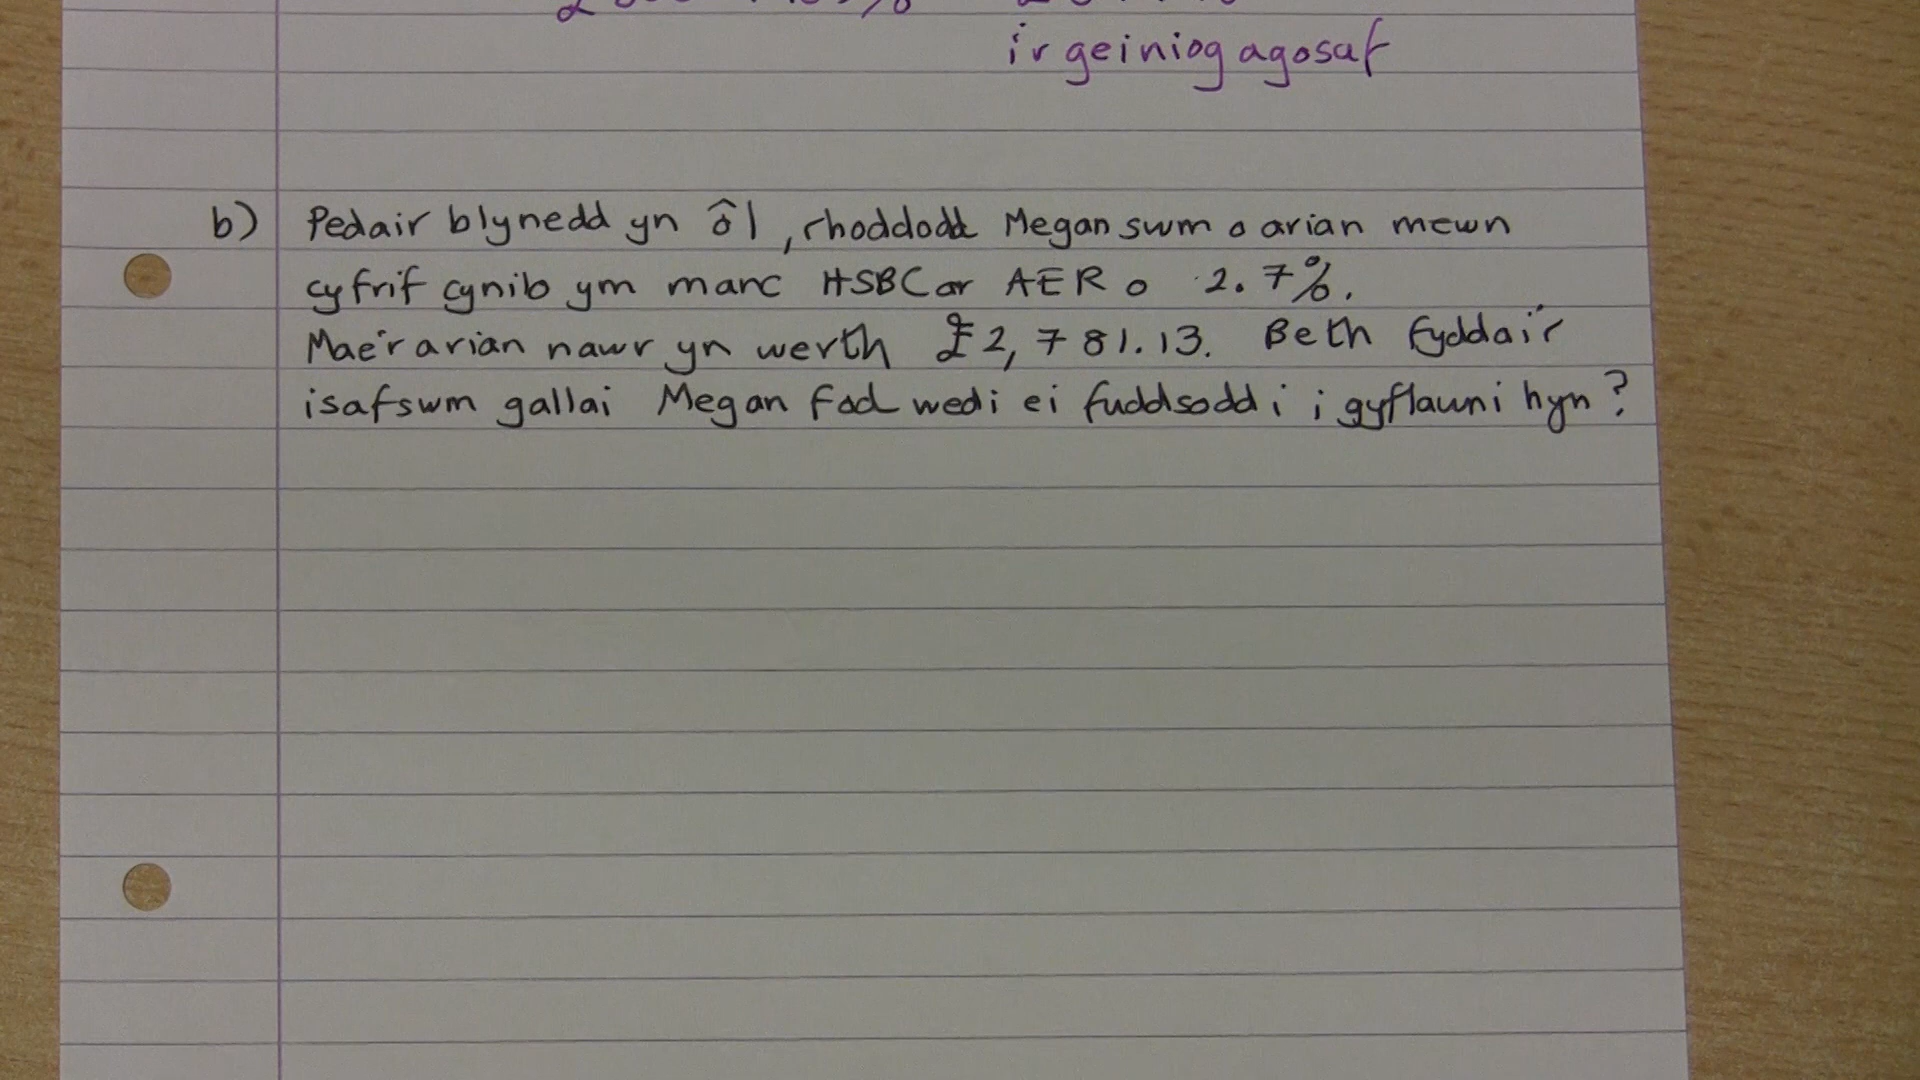 i'r geiniog agosaf
b) Pedair blynedd yn ôl, rhoddodd Megan swm o arian mewn
cyfrif cynilo ym manc HSBC ar AER o 2.7%.
Mae'r arian nawr yn werth £2,781.13. Beth fyddai'r
isafswm gallai Megan fod wedi ei fuddsoddi i gyflawni hyn?